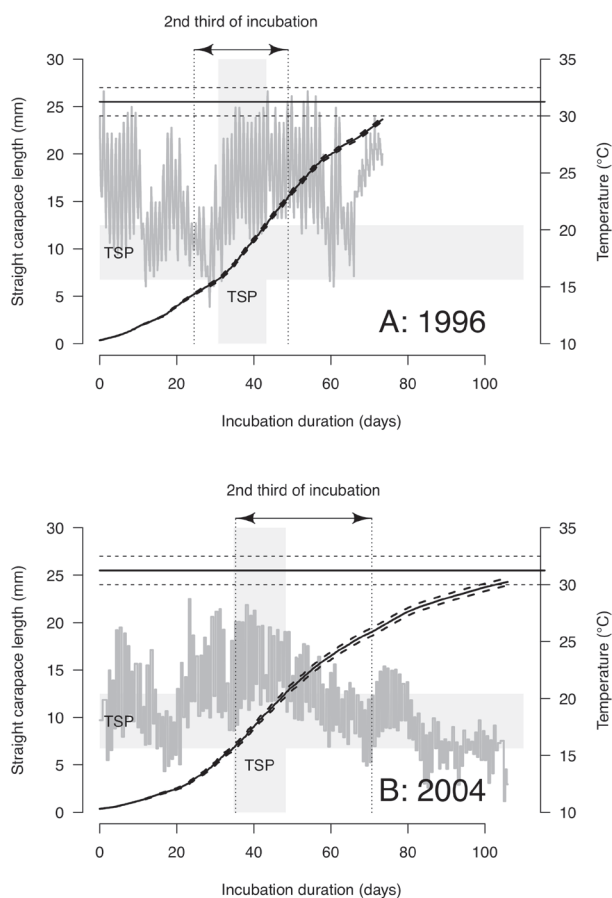 2nd third of incubation
30
25
20
15
10
5
0
Straight carapace length (mm)
35
30
25
20
15
10
Temperature (°C)
TSP
TSP
A: 1996
0 20 40 60 80 100
Incubation duration (days)
2nd third of incubation
30
25
20
15
10
5
0
Straight carapace length (mm)
35
30
25
20
15
10
Temperature (°C)
TSP
TSP
B: 2004
0 20 40 60 80 100
Incubation duration (days)